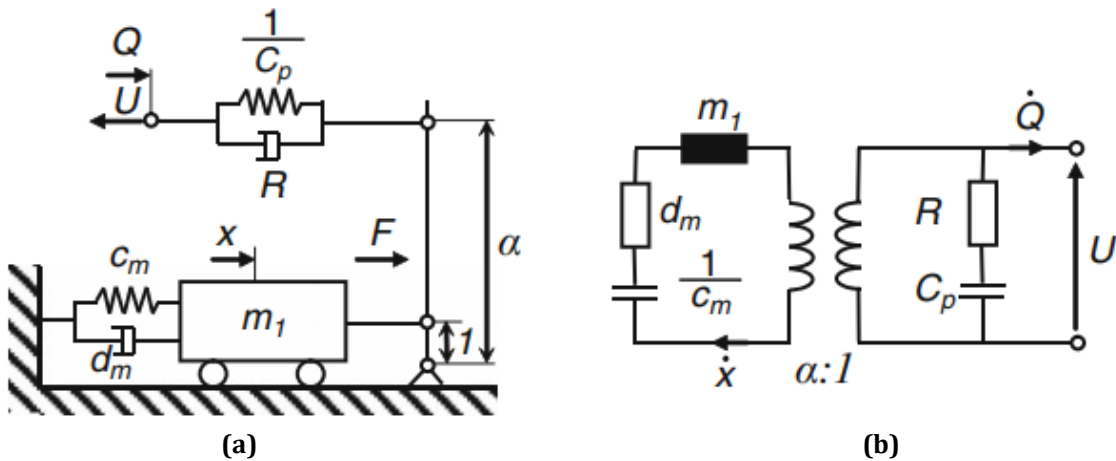 Q
U
1
C_p
R
x
F
α
c_m
m_1
d_m
1
(a)
m_1
Q̇
d_m
R
U
1
c_m
C_p
ẋ
α:1
(b)